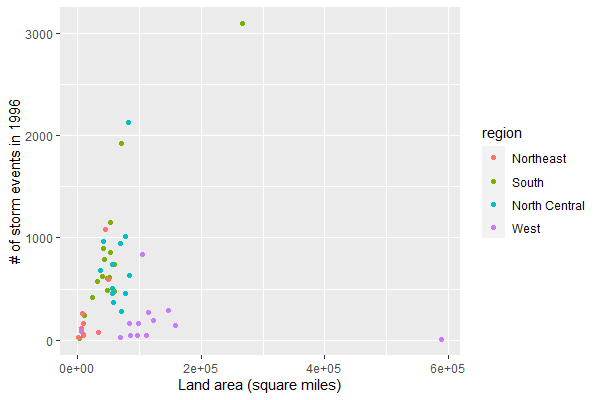 3000
2000
1000
0
# of storm events in 1996
0e+00 2e+05 4e+05 6e+05
Land area (square miles)
region
Northeast
South
North Central
West